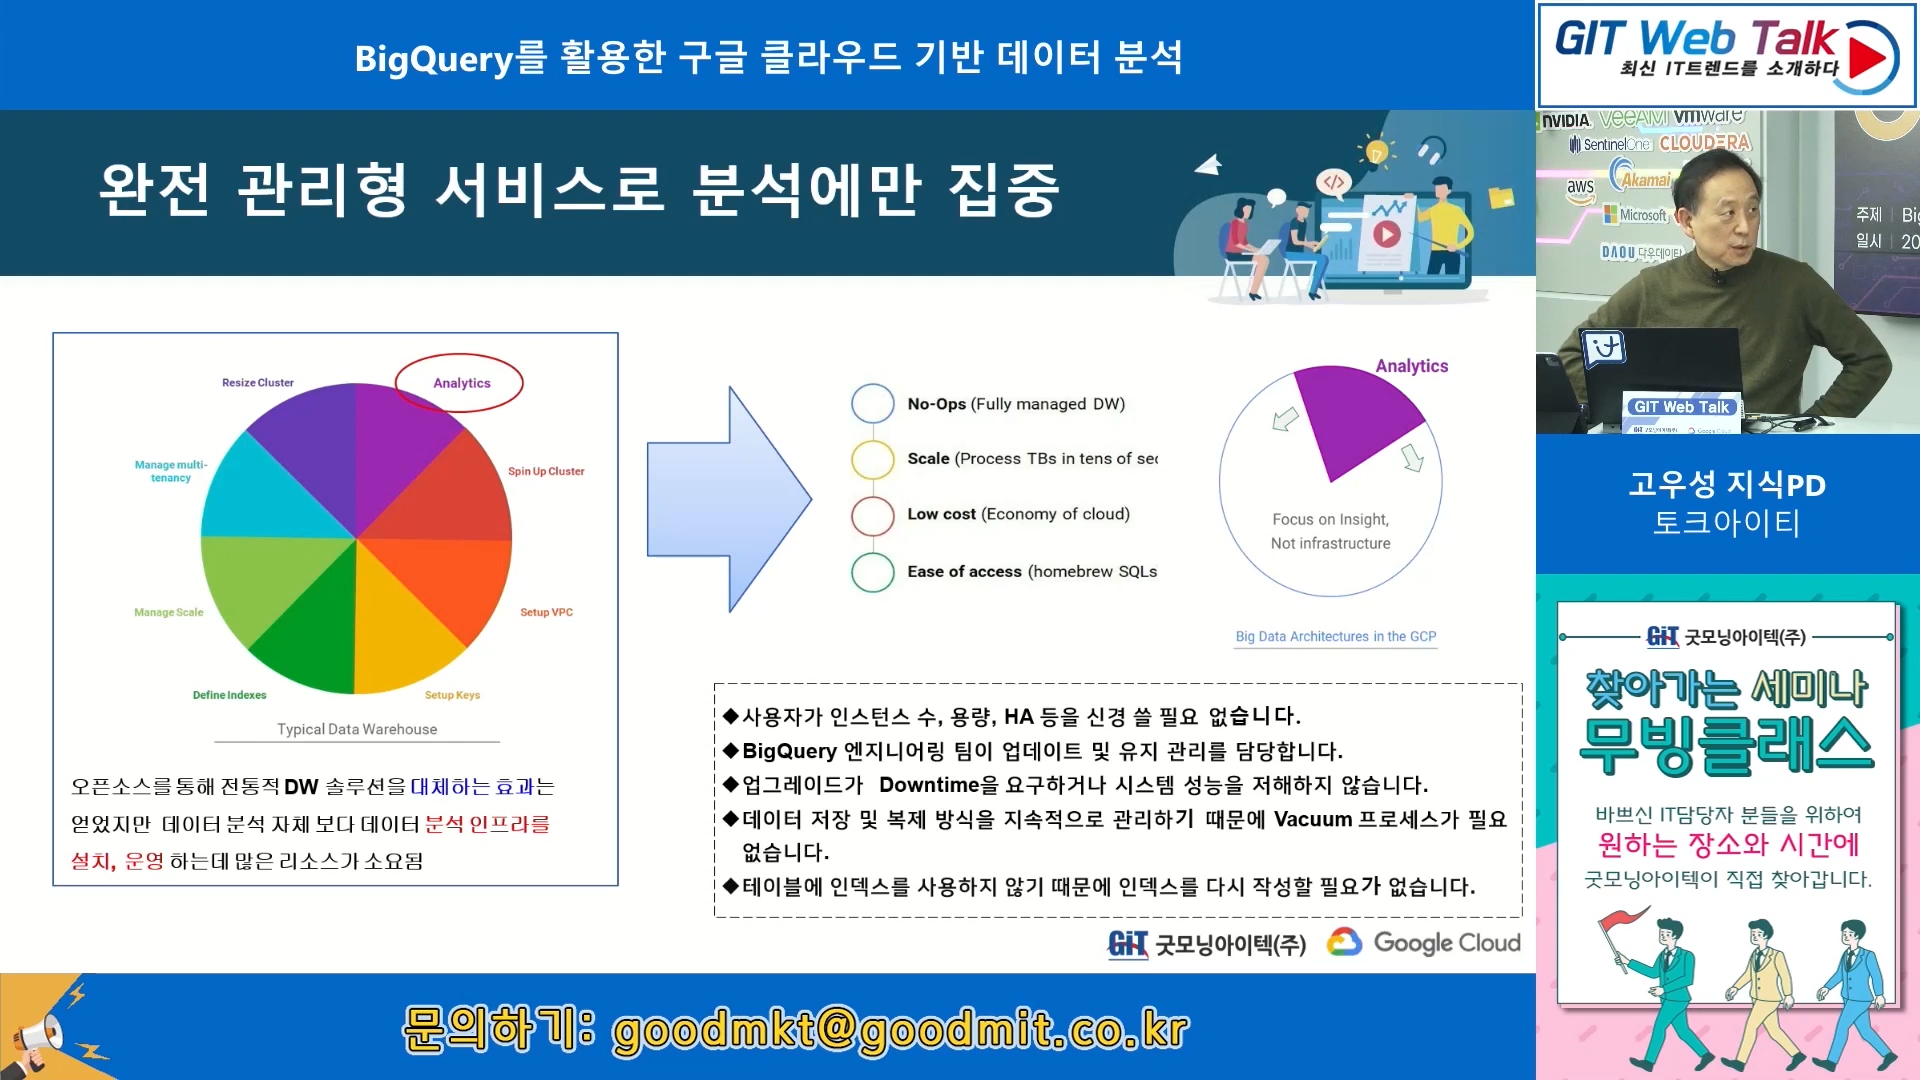 BigQuery를 활용한 구글 클라우드 기반 데이터 분석
완전 관리형 서비스로 분석에만 집중
Resize Cluster
Analytics
Manage multi-
tenancy
Spin Up Cluster
Manage Scale
Setup VPC
Define Indexes
Setup Keys
Typical Data Warehouse
오픈소스를 통해 전통적 DW 솔루션을 대체하는 효과는
얻었지만 데이터 분석 자체 보다 데이터 분석 인프라를
설치, 운영 하는데 많은 리소스가 소요됨
No-Ops (Fully managed DW)
Scale (Process TBs in tens of sec
Low cost (Economy of cloud)
Ease of access (homebrew SQLs
Analytics
Focus on Insight,
Not infrastructure
Big Data Architectures in the GCP
◆사용자가 인스턴스 수, 용량, HA 등을 신경 쓸 필요 없습니다.
◆BigQuery 엔지니어링 팀이 업데이트 및 유지 관리를 담당합니다.
◆업그레이드가 Downtime을 요구하거나 시스템 성능을 저해하지 않습니다.
◆데이터 저장 및 복제 방식을 지속적으로 관리하기 때문에 Vacuum 프로세스가 필요
없습니다.
◆테이블에 인덱스를 사용하지 않기 때문에 인덱스를 다시 작성할 필요가 없습니다.
GIT 굿모닝아이텍(주) Google Cloud
문의하기: goodmkt@goodmit.co.kr
GIT Web Talk
최신 IT트렌드를 소개하다
NVIDIA. veeAM vmware
SentinelOne CLOUDERA
aws Akamai
Microsoft
DAOU 다우데이타
주제 Big
일시 20
it
GIT Web Talk
GIT 굿모닝아이텍(주) Google Cloud
고우성 지식PD
토크아이티
GIT 굿모닝아이텍(주)
찾아가는 세미나
무빙클래스
바쁘신 IT담당자 분들을 위하여
원하는 장소와 시간에
굿모닝아이텍이 직접 찾아갑니다.